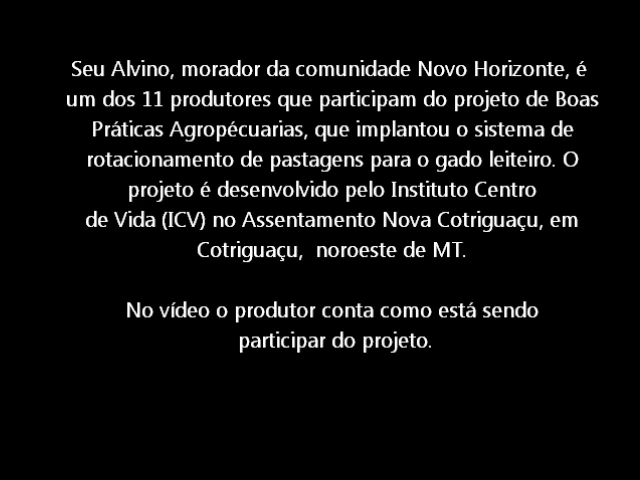 Seu Alvino, morador da comunidade Novo Horizonte, é
um dos 11 produtores que participam do projeto de Boas
Práticas Agropécuarias, que implantou o sistema de
rotacionamento de pastagens para o gado leiteiro. O
projeto é desenvolvido pelo Instituto Centro
de Vida (ICV) no Assentamento Nova Cotriguaçu, em
Cotriguaçu,  noroeste de MT.
No vídeo o produtor conta como está sendo
participar do projeto.